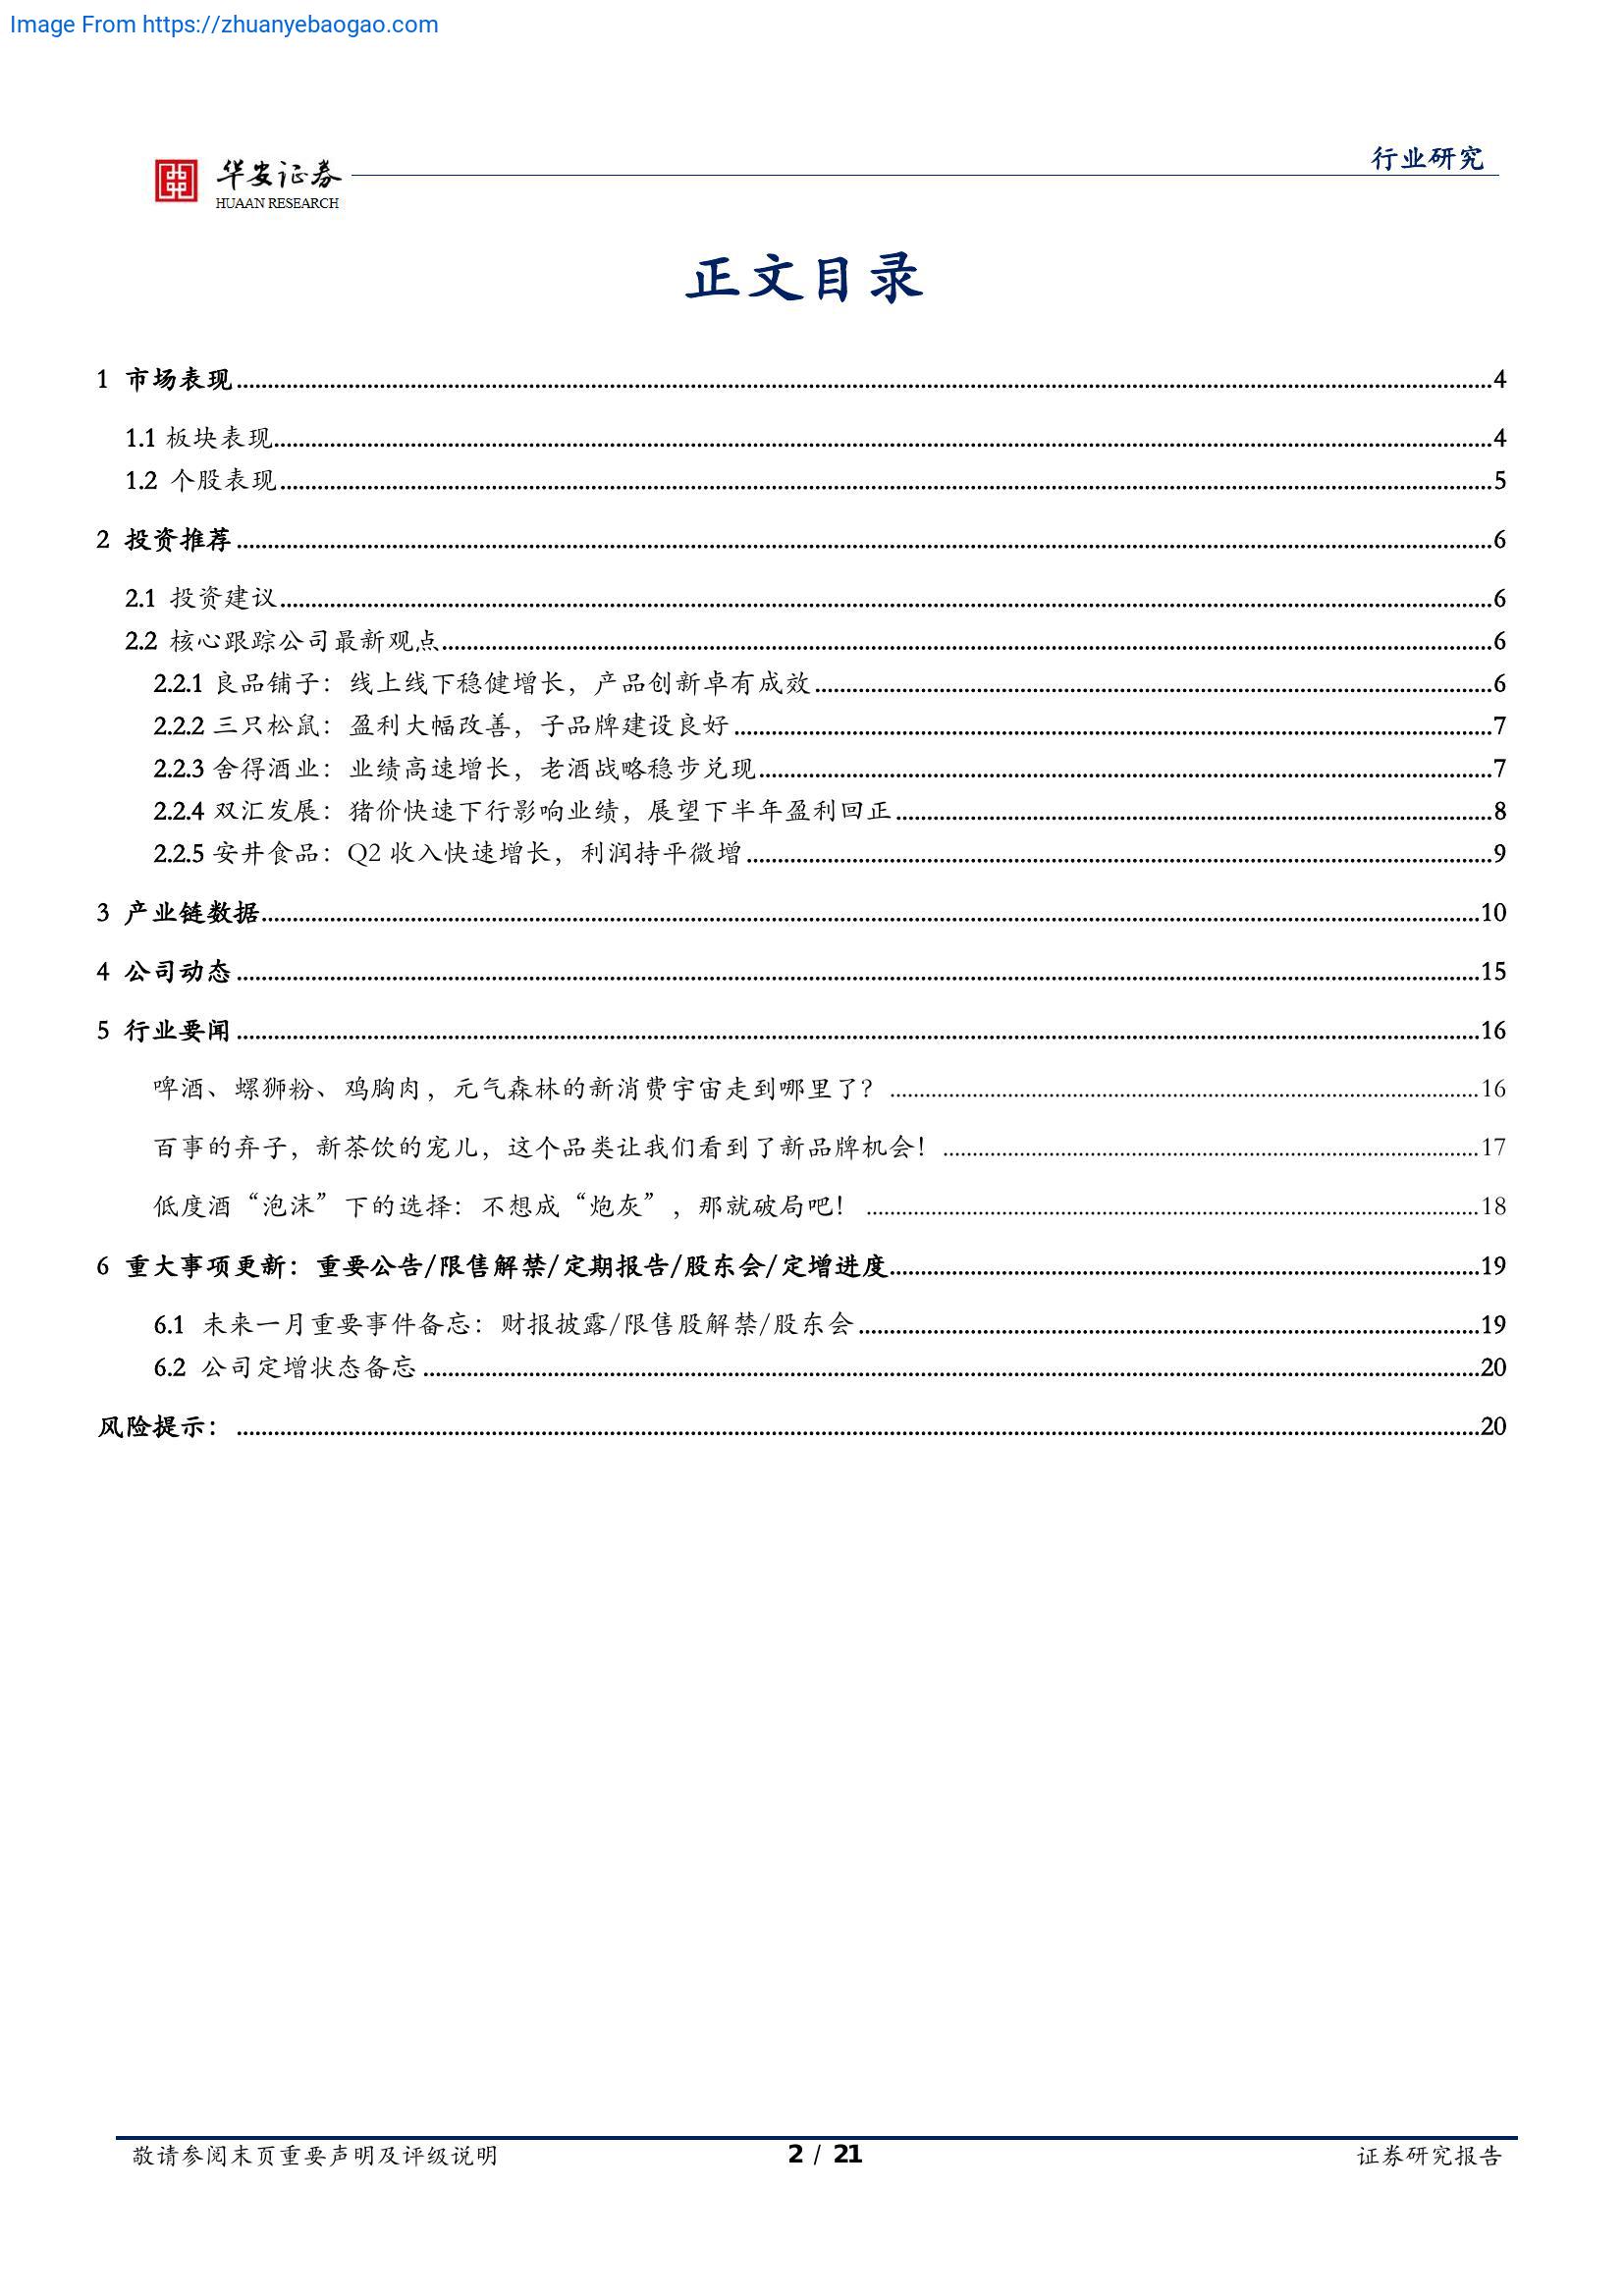 Image From https://zhuanyebaogao.com
行业研究
华安证券
HUAAN RESEARCH
正文目录
1 市场表现 4
1.1 板块表现 4
1.2 个股表现 5
2 投资推荐 6
2.1 投资建议 6
2.2 核心跟踪公司最新观点 6
2.2.1 良品铺子：线上线下稳健增长，产品创新卓有成效 6
2.2.2 三只松鼠：盈利大幅改善，子品牌建设良好 7
2.2.3 舍得酒业：业绩高速增长，老酒战略稳步兑现 7
2.2.4 双汇发展：猪价快速下行影响业绩，展望下半年盈利回正 8
2.2.5 安井食品：Q2 收入快速增长，利润持平微增 9
3 产业链数据 10
4 公司动态 15
5 行业要闻 16
啤酒、螺狮粉、鸡胸肉，元气森林的新消费宇宙走到哪里了？ 16
百事的弃子，新茶饮的宠儿，这个品类让我们看到了新品牌机会！ 17
低度酒“泡沫”下的选择：不想成“炮灰”，那就破局吧！ 18
6 重大事项更新：重要公告/限售解禁/定期报告/股东会/定增进度 19
6.1 未来一月重要事件备忘：财报披露/限售股解禁/股东会 19
6.2 公司定增状态备忘 20
风险提示： 20
敬请参阅末页重要声明及评级说明 2 / 21 证券研究报告